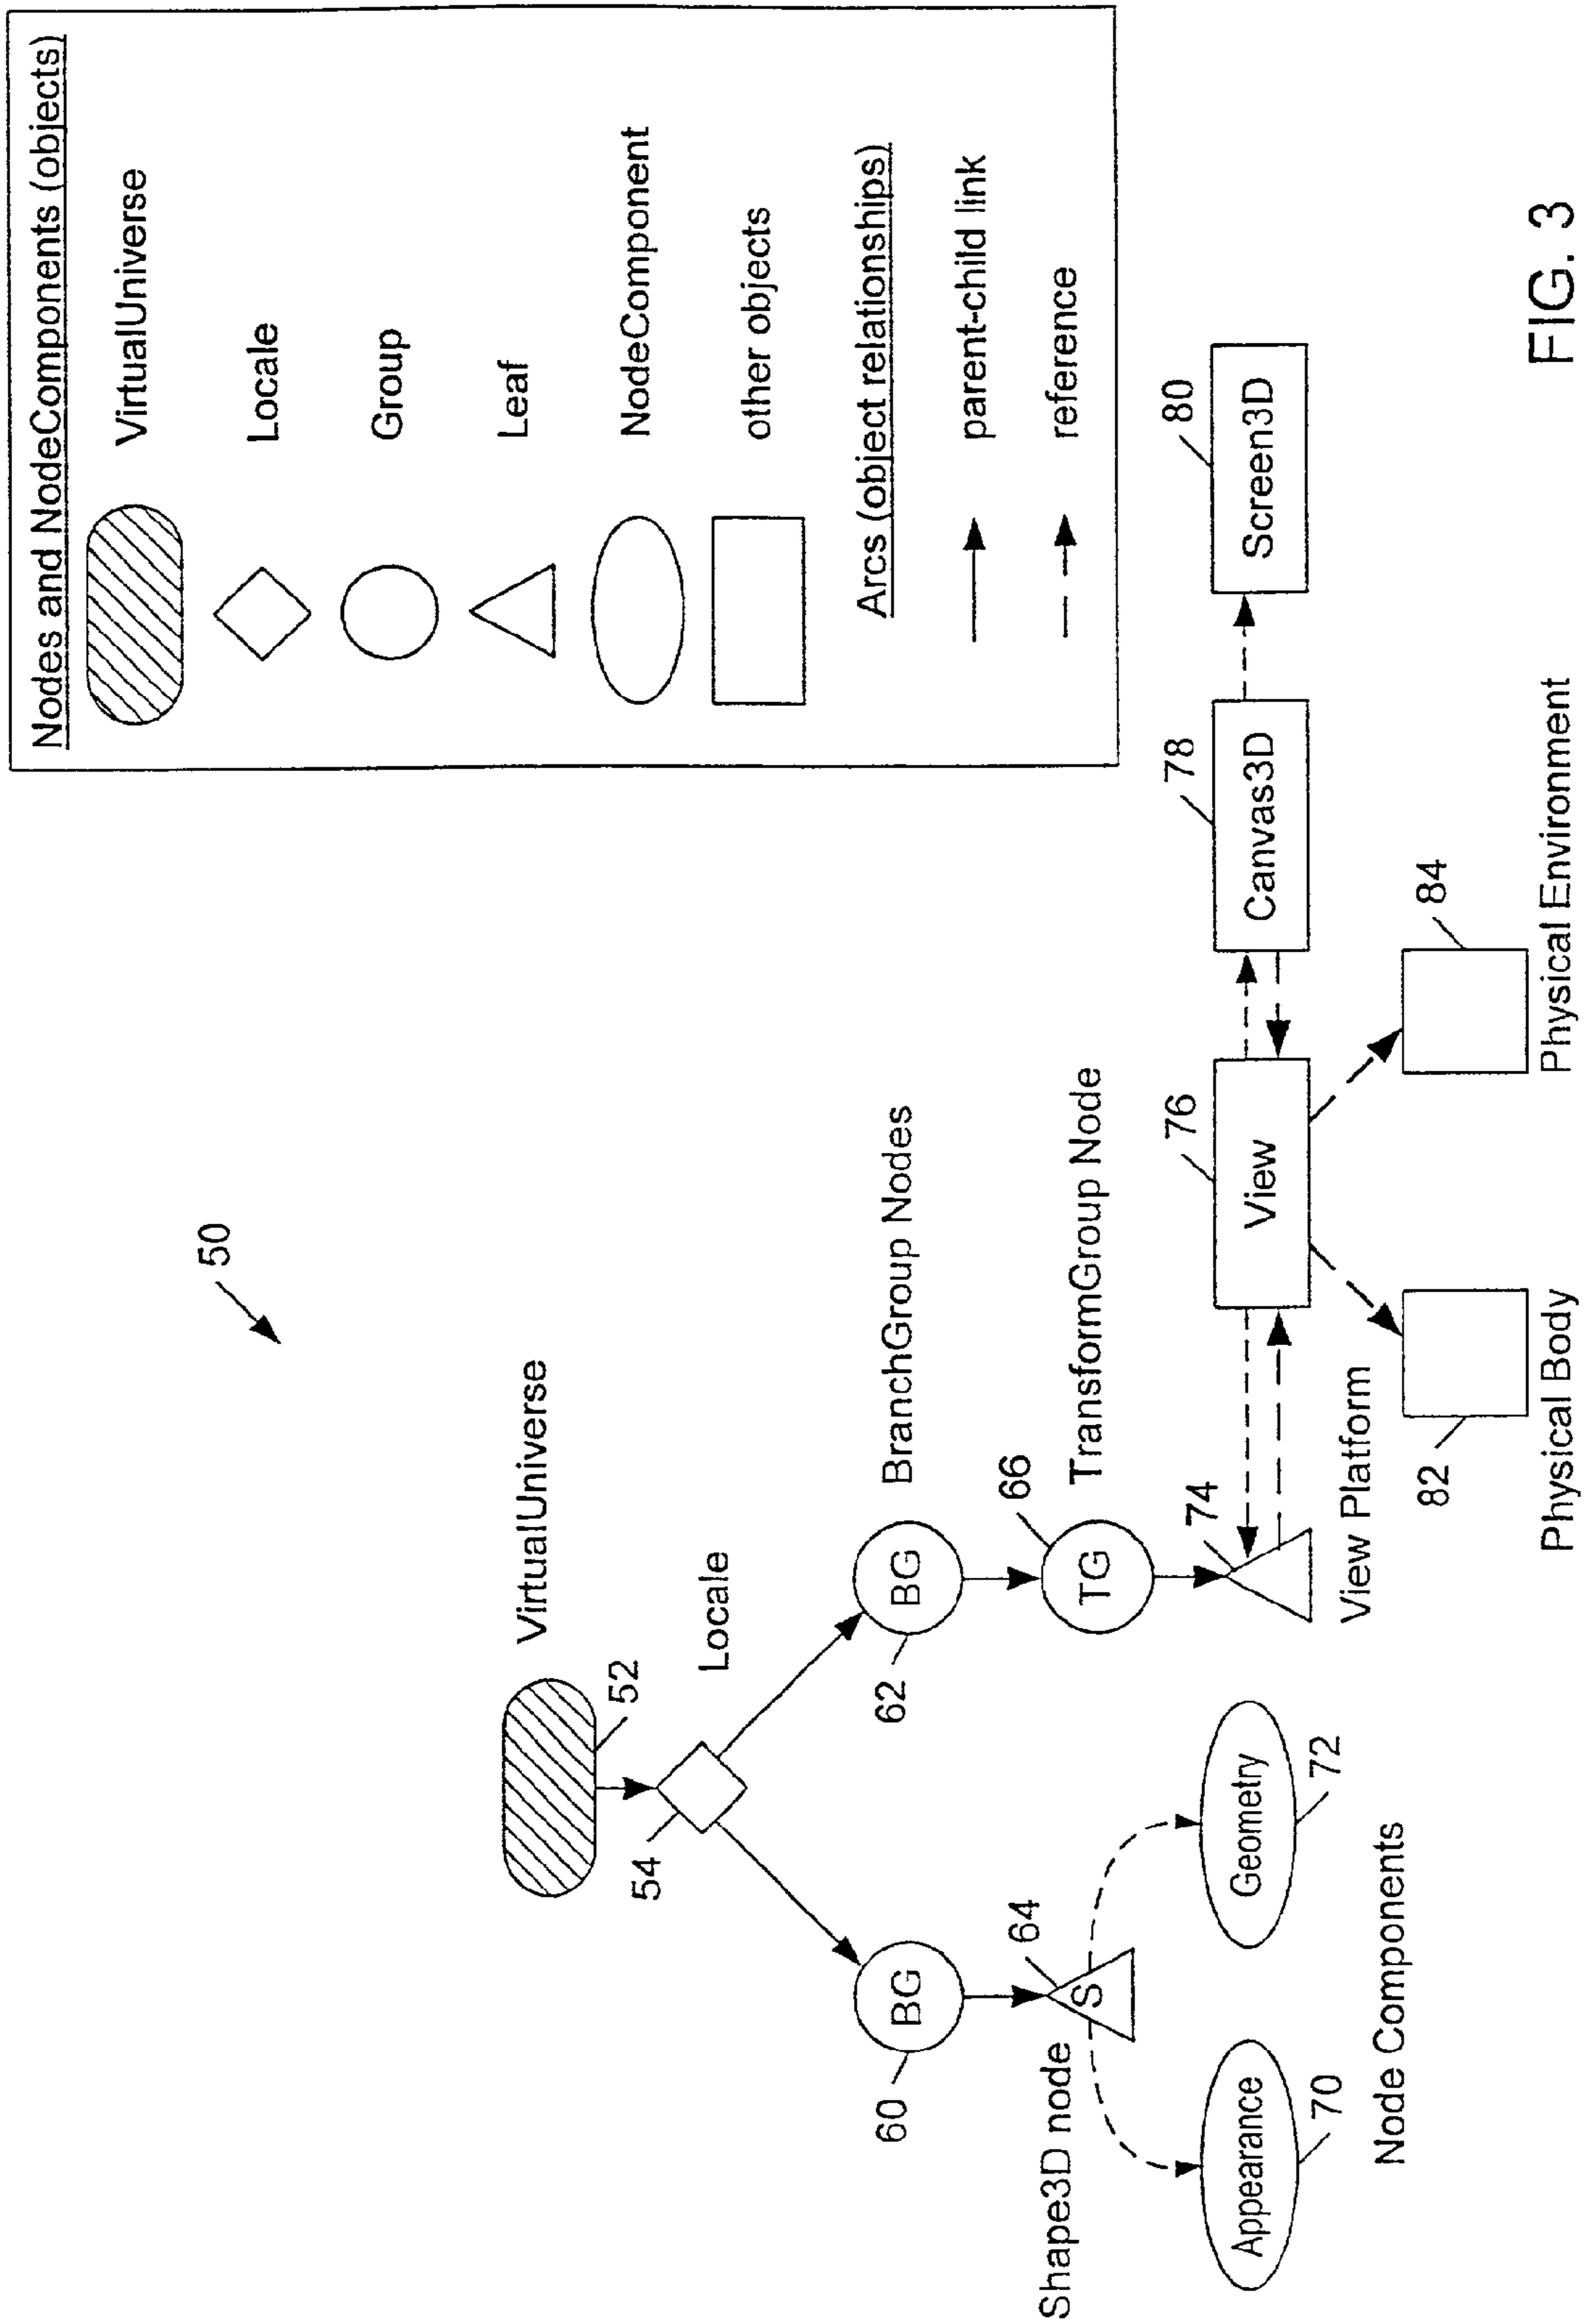 Nodes and NodeComponents (objects)
VirtualUniverse
Locale
Group
Leaf
NodeComponent
other objects
Arcs (object relationships)
parent-child link
reference
50
VirtualUniverse
52
54
Locale
60
BG
62
BG
BranchGroup Nodes
Shape3D node
64
S
66
TG
TransformGroup Node
Appearance
70
Geometry
72
Node Components
74
View Platform
76
View
78
Canvas3D
80
Screen3D
82
Physical Body
84
Physical Environment
FIG. 3